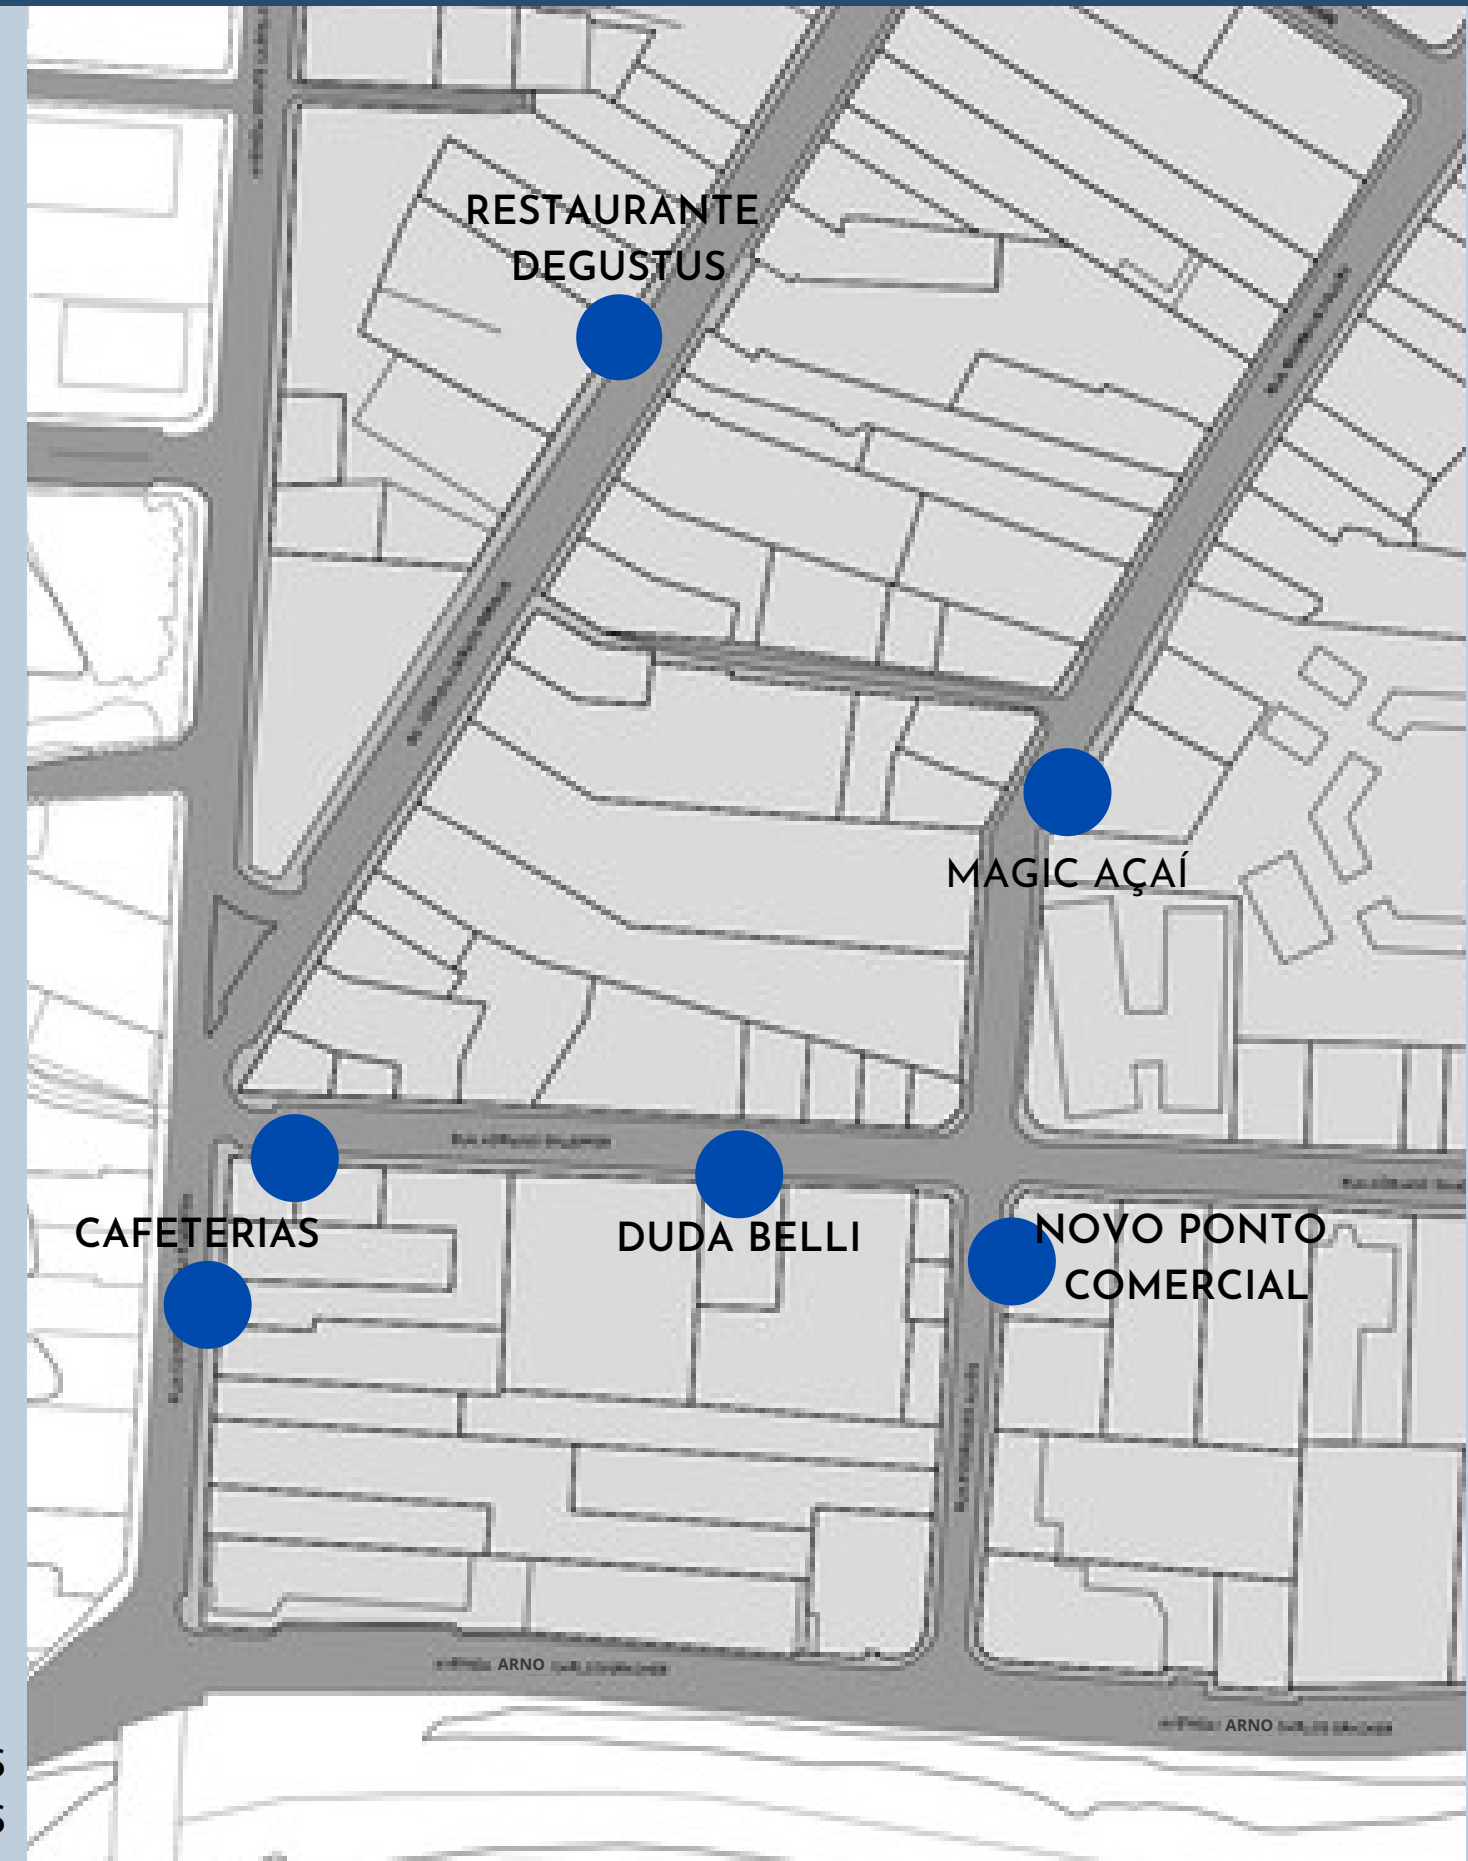 RESTAURANTE
DEGUSTUS
MAGIC AÇAÍ
CAFETERIAS
DUDA BELLI
NOVO PONTO
COMERCIAL
ARNO
ARNO
S
S